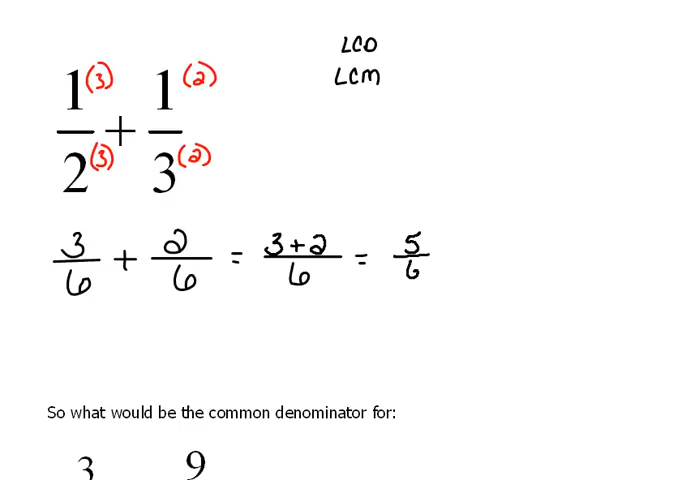 LCD
LCM
1(3) 1(2)
+
2(3) 3(2)
3/6 + 2/6 = 3+2/6 = 5/6
So what would be the common denominator for:
3 9